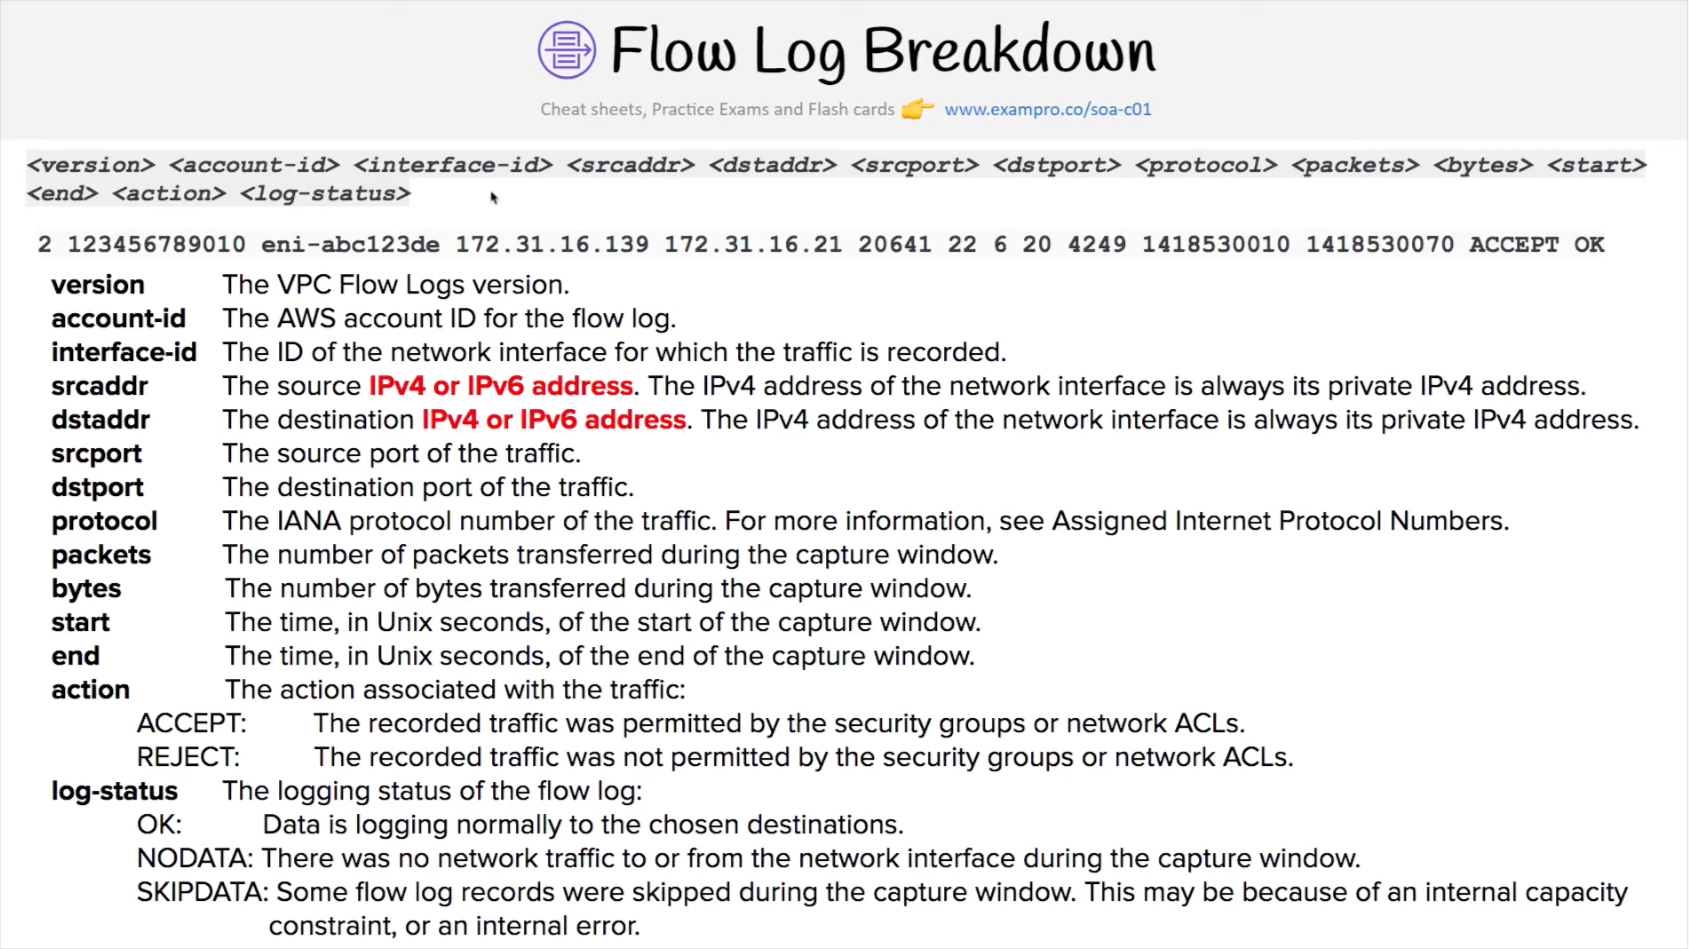 Flow Log Breakdown
Cheat sheets, Practice Exams and Flash cards 👉 www.exampro.co/soa-c01
<version> <account-id> <interface-id> <srcaddr> <dstaddr> <srcport> <dstport> <protocol> <packets> <bytes> <start>
<end> <action> <log-status>
2 123456789010 eni-abc123de 172.31.16.139 172.31.16.21 20641 22 6 20 4249 1418530010 1418530070 ACCEPT OK
version The VPC Flow Logs version.
account-id The AWS account ID for the flow log.
interface-id The ID of the network interface for which the traffic is recorded.
srcaddr The source IPv4 or IPv6 address. The IPv4 address of the network interface is always its private IPv4 address.
dstaddr The destination IPv4 or IPv6 address. The IPv4 address of the network interface is always its private IPv4 address.
srcport The source port of the traffic.
dstport The destination port of the traffic.
protocol The IANA protocol number of the traffic. For more information, see Assigned Internet Protocol Numbers.
packets The number of packets transferred during the capture window.
bytes The number of bytes transferred during the capture window.
start The time, in Unix seconds, of the start of the capture window.
end The time, in Unix seconds, of the end of the capture window.
action The action associated with the traffic:
ACCEPT: The recorded traffic was permitted by the security groups or network ACLs.
REJECT: The recorded traffic was not permitted by the security groups or network ACLs.
log-status The logging status of the flow log:
OK: Data is logging normally to the chosen destinations.
NODATA: There was no network traffic to or from the network interface during the capture window.
SKIPDATA: Some flow log records were skipped during the capture window. This may be because of an internal capacity
constraint, or an internal error.